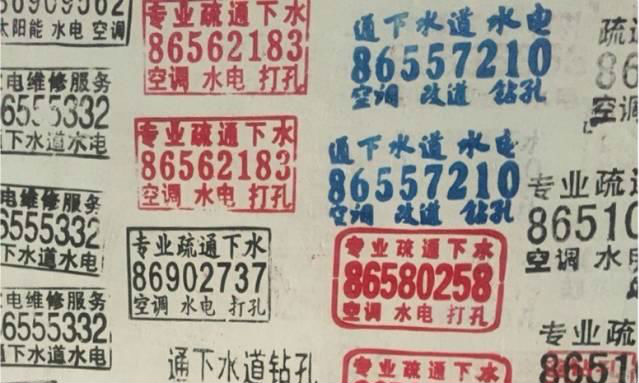 86909562
太阳能 水电 空调
电维修服务
6555332
下水道水电
电维修服务
6555332
下水道水电
电维修服务
6555332
通下水道水电
专业疏通下水
86562183
空调 水电 打孔
专业疏通下水
86562183
空调 水电 打孔
专业疏通下水
86902737
空调 水电 打孔
通下水道钻孔
通下水道 水电
86557210
空调 改道 钻孔
通下水道 水电
86557210
空调 改道 钻孔
专业疏通下水
86580258
空调 水电 打孔
专业疏通下水
疏
86
空调
专业疏
8651
空调 水
专业疏
8651